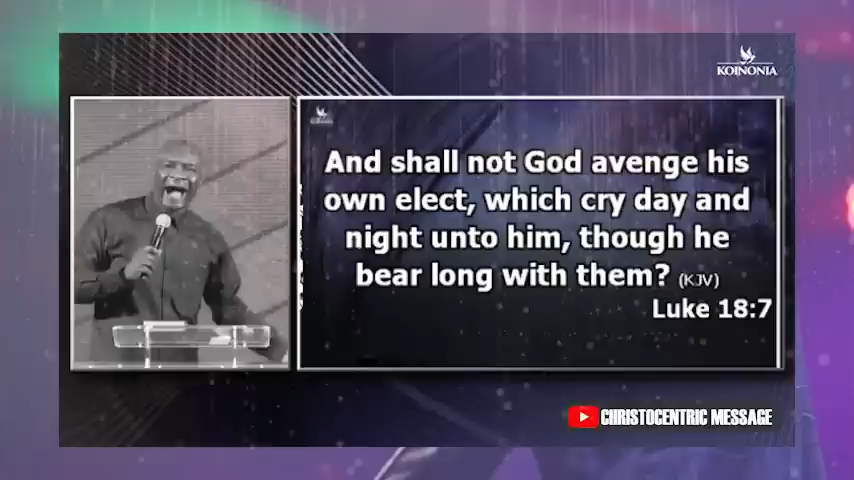 KOINONIA
And shall not God avenge his
own elect, which cry day and
night unto him, though he
bear long with them? (KJV)
Luke 18:7
CHRISTOCENTRIC MESSAGE